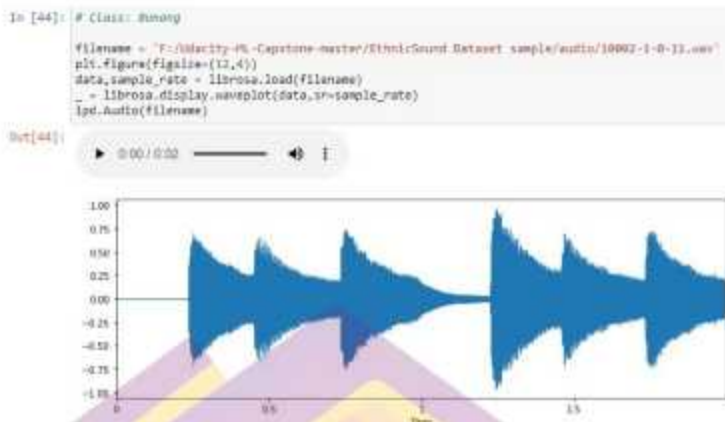 In [44]: # Class: Bonang
filename = 'F:/Udacity-ML-Capstone-master/EthnicSound Dataset sample/audio/10002-1-0-11.wav'
plt.figure(figsize=(12,4))
data,sample_rate = librosa.load(filename)
_ = librosa.display.waveplot(data,sr=sample_rate)
ipd.Audio(filename)
Out[44]:
0:00 / 0:02
1.00
0.75
0.50
0.25
0.00
-0.25
-0.50
-0.75
-1.00
0 0.5 1 1.5
Time